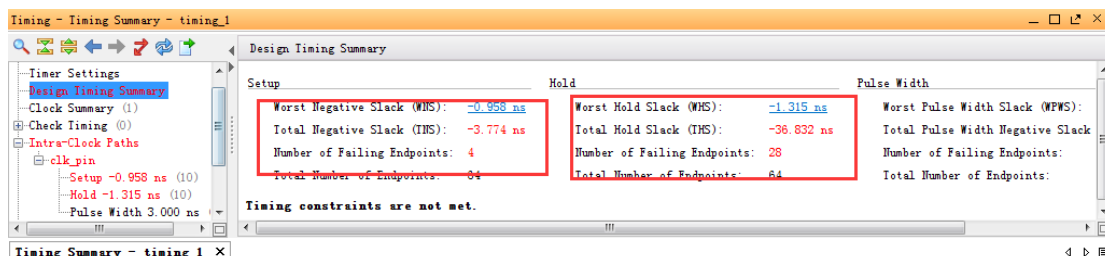 Timing - Timing Summary - timing_1
Design Timing Summary
Timer Settings
Design Timing Summary
Clock Summary (1)
Check Timing (0)
Intra-Clock Paths
clk_pin
Setup -0.958 ns (10)
Hold -1.315 ns (10)
Pulse Width 3.000 ns
Setup Hold Pulse Width
Worst Negative Slack (WNS): -0.958 ns Worst Hold Slack (WHS): -1.315 ns Worst Pulse Width Slack (WPWS):
Total Negative Slack (TNS): -3.774 ns Total Hold Slack (THS): -36.832 ns Total Pulse Width Negative Slack
Number of Failing Endpoints: 4 Number of Failing Endpoints: 28 Number of Failing Endpoints:
Total Number of Endpoints: Total Number of Endpoints: 64 Total Number of Endpoints:
Timing constraints are not met.
Timing Summary - timing_1